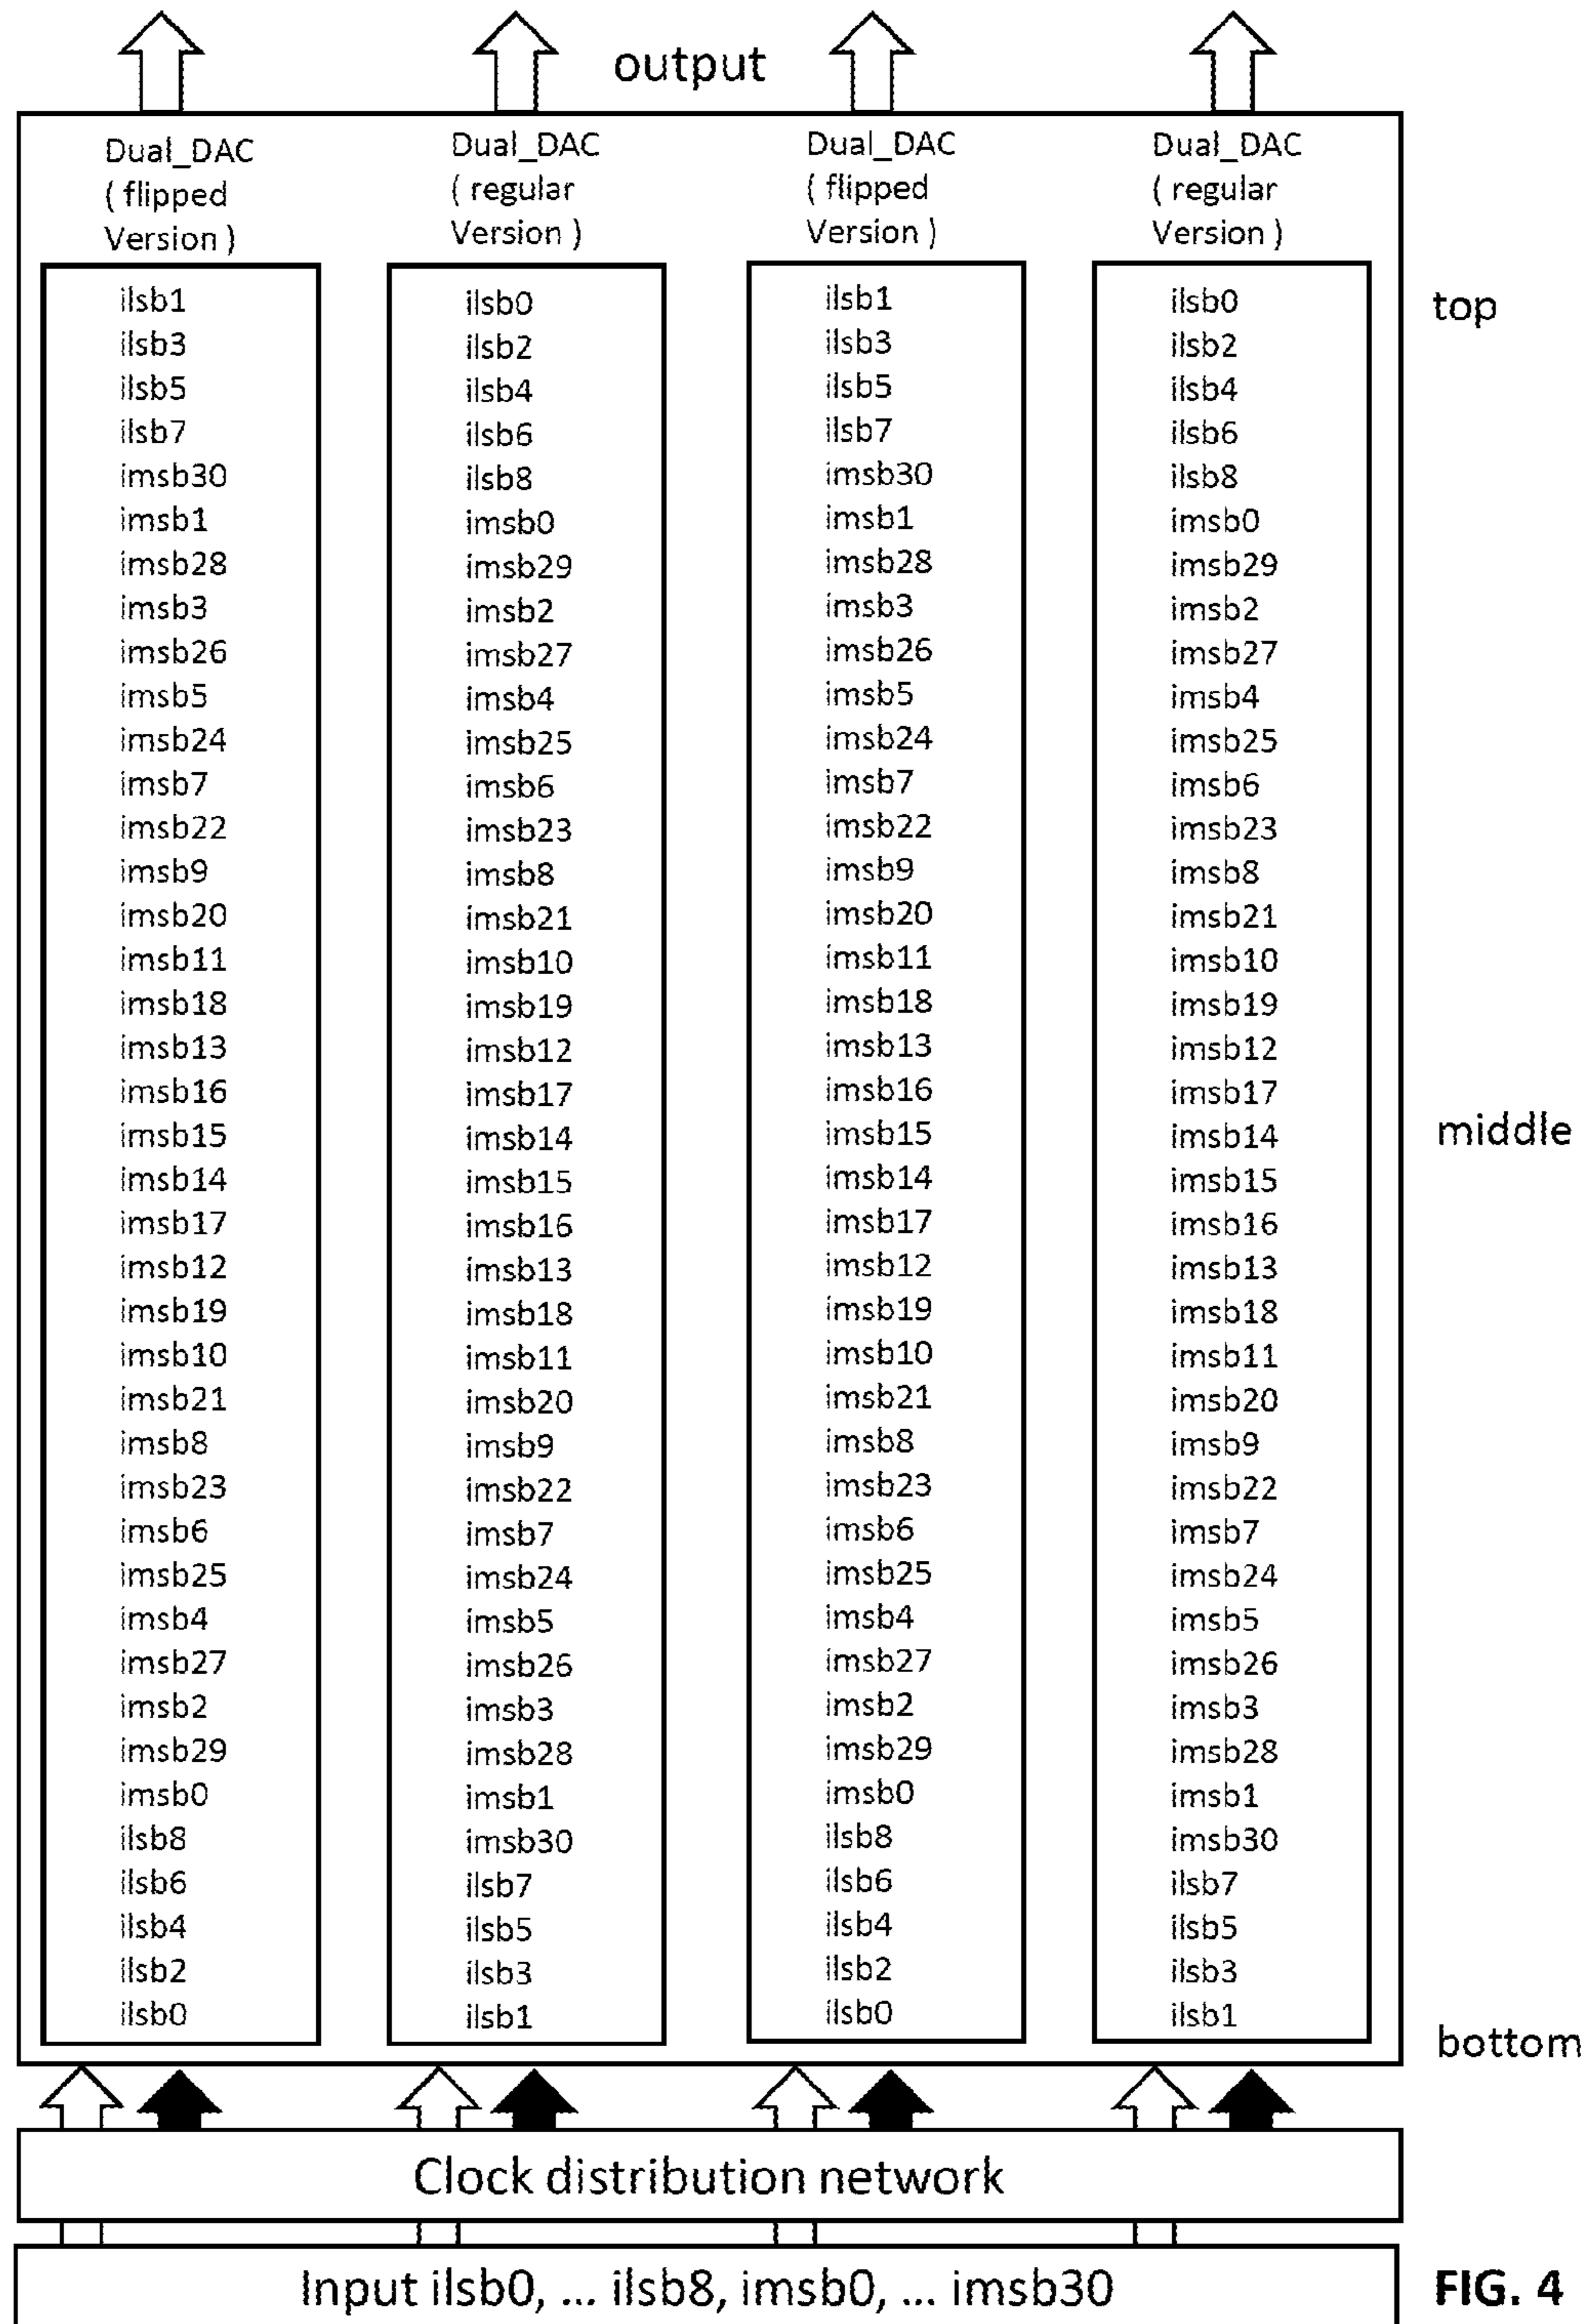 output
Dual_DAC
( flipped
Version )
ilsb1
ilsb3
ilsb5
ilsb7
imsb30
imsb1
imsb28
imsb3
imsb26
imsb5
imsb24
imsb7
imsb22
imsb9
imsb20
imsb11
imsb18
imsb13
imsb16
imsb15
imsb14
imsb17
imsb12
imsb19
imsb10
imsb21
imsb8
imsb23
imsb6
imsb25
imsb4
imsb27
imsb2
imsb29
imsb0
ilsb8
ilsb6
ilsb4
ilsb2
ilsb0
Dual_DAC
( regular
Version )
ilsb0
ilsb2
ilsb4
ilsb6
ilsb8
imsb0
imsb29
imsb2
imsb27
imsb4
imsb25
imsb6
imsb23
imsb8
imsb21
imsb10
imsb19
imsb12
imsb17
imsb14
imsb15
imsb16
imsb13
imsb18
imsb11
imsb20
imsb9
imsb22
imsb7
imsb24
imsb5
imsb26
imsb3
imsb28
imsb1
imsb30
ilsb7
ilsb5
ilsb3
ilsb1
Dual_DAC
( flipped
Version )
ilsb1
ilsb3
ilsb5
ilsb7
imsb30
imsb1
imsb28
imsb3
imsb26
imsb5
imsb24
imsb7
imsb22
imsb9
imsb20
imsb11
imsb18
imsb13
imsb16
imsb15
imsb14
imsb17
imsb12
imsb19
imsb10
imsb21
imsb8
imsb23
imsb6
imsb25
imsb4
imsb27
imsb2
imsb29
imsb0
ilsb8
ilsb6
ilsb4
ilsb2
ilsb0
Dual_DAC
( regular
Version )
ilsb0
ilsb2
ilsb4
ilsb6
ilsb8
imsb0
imsb29
imsb2
imsb27
imsb4
imsb25
imsb6
imsb23
imsb8
imsb21
imsb10
imsb19
imsb12
imsb17
imsb14
imsb15
imsb16
imsb13
imsb18
imsb11
imsb20
imsb9
imsb22
imsb7
imsb24
imsb5
imsb26
imsb3
imsb28
imsb1
imsb30
ilsb7
ilsb5
ilsb3
ilsb1
top
middle
bottom
Clock distribution network
Input ilsb0, ... ilsb8, imsb0, ... imsb30
FIG. 4